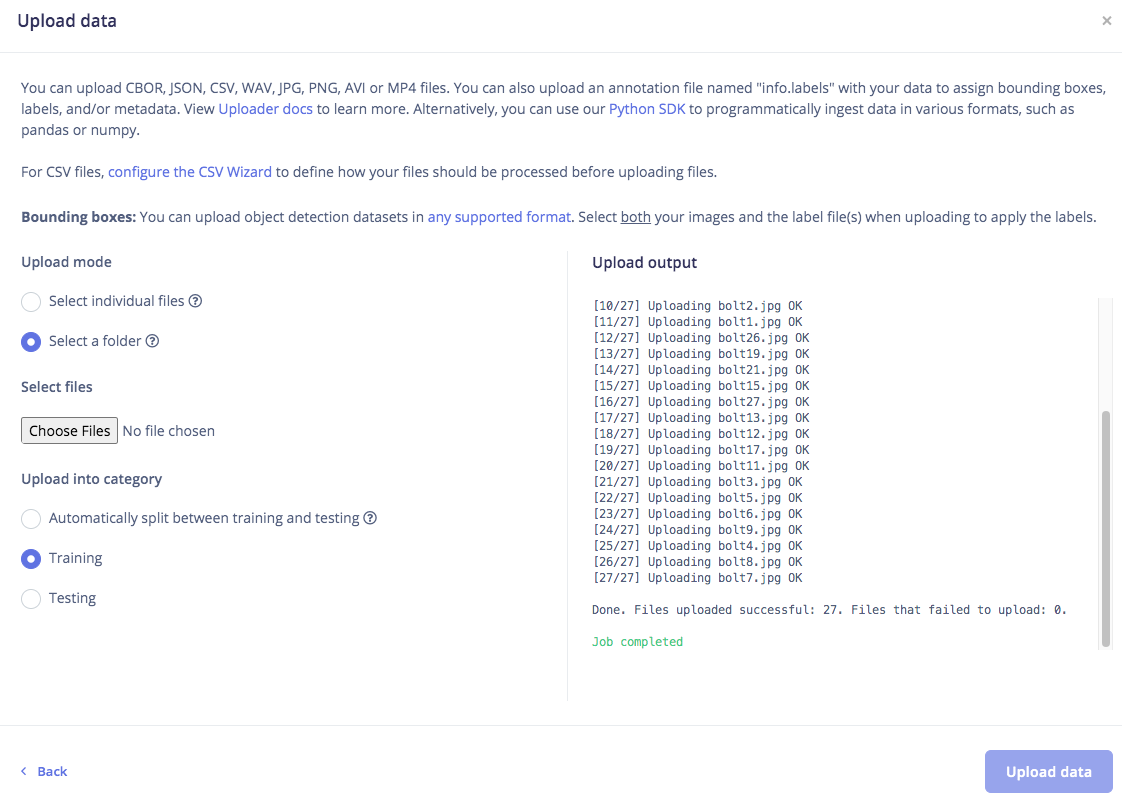 Upload data
×
You can upload CBOR, JSON, CSV, WAV, JPG, PNG, AVI or MP4 files. You can also upload an annotation file named "info.labels" with your data to assign bounding boxes,
labels, and/or metadata. View Uploader docs to learn more. Alternatively, you can use our Python SDK to programmatically ingest data in various formats, such as
pandas or numpy.
For CSV files, configure the CSV Wizard to define how your files should be processed before uploading files.
Bounding boxes: You can upload object detection datasets in any supported format. Select both your images and the label file(s) when uploading to apply the labels.
Upload mode
Select individual files ?
Select a folder ?
Select files
Choose Files No file chosen
Upload into category
Automatically split between training and testing ?
Training
Testing
Upload output
[10/27] Uploading bolt2.jpg OK
[11/27] Uploading bolt1.jpg OK
[12/27] Uploading bolt26.jpg OK
[13/27] Uploading bolt19.jpg OK
[14/27] Uploading bolt21.jpg OK
[15/27] Uploading bolt15.jpg OK
[16/27] Uploading bolt27.jpg OK
[17/27] Uploading bolt13.jpg OK
[18/27] Uploading bolt12.jpg OK
[19/27] Uploading bolt17.jpg OK
[20/27] Uploading bolt11.jpg OK
[21/27] Uploading bolt3.jpg OK
[22/27] Uploading bolt5.jpg OK
[23/27] Uploading bolt6.jpg OK
[24/27] Uploading bolt9.jpg OK
[25/27] Uploading bolt4.jpg OK
[26/27] Uploading bolt8.jpg OK
[27/27] Uploading bolt7.jpg OK
Done. Files uploaded successful: 27. Files that failed to upload: 0.
Job completed
Back
Upload data